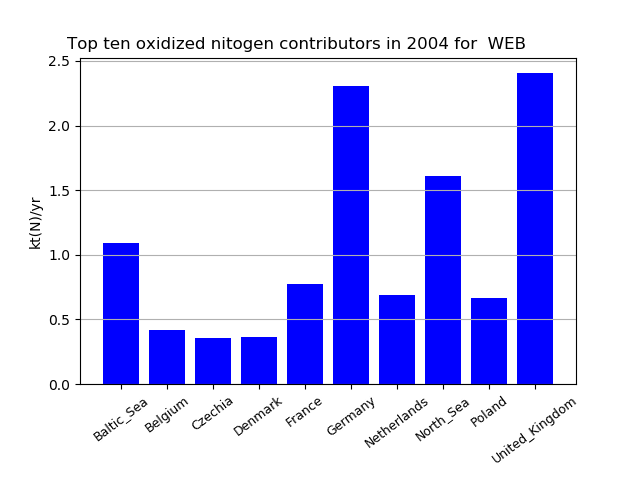 Top ten oxidized nitogen contributors in 2004 for  WEB
kt(N)/yr
2.5
2.0
1.5
1.0
0.5
0.0
Baltic_Sea
Belgium
Czechia
Denmark
France
Germany
Netherlands
North_Sea
Poland
United_Kingdom